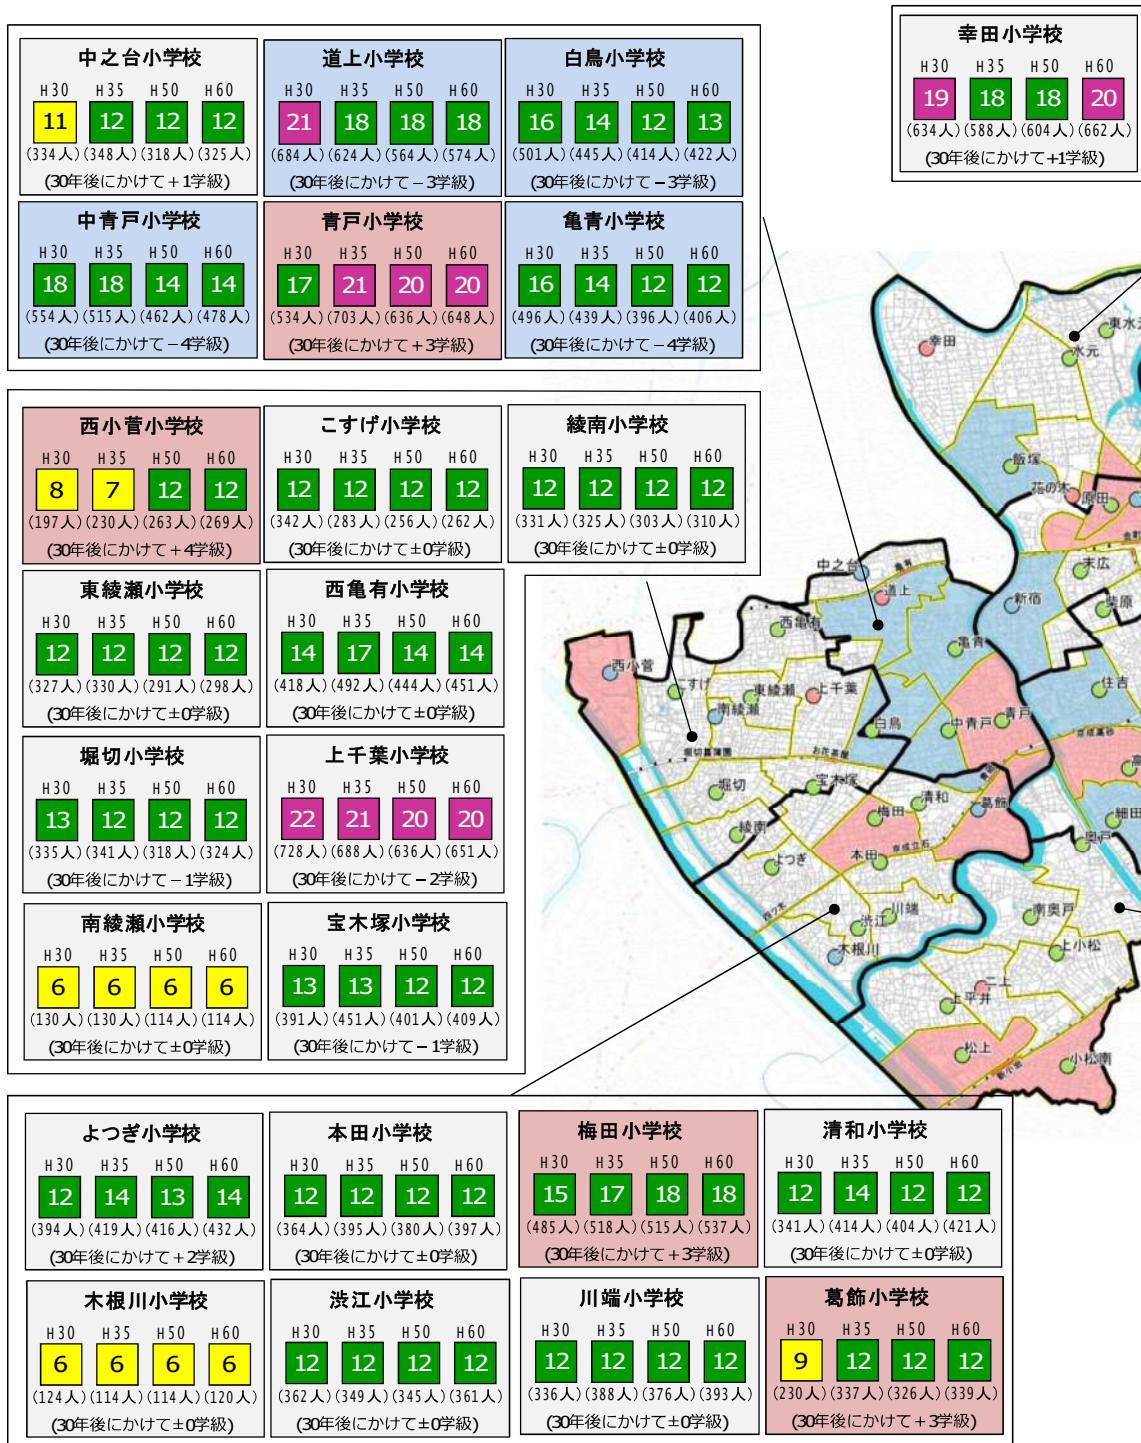 中之台小学校
H30 H35 H50 H60
11 12 12 12
(334人)(348人)(318人)(325人)
(30年後にかけて＋1学級)
道上小学校
H30 H35 H50 H60
21 18 18 18
(684人)(624人)(564人)(574人)
(30年後にかけて－3学級)
白鳥小学校
H30 H35 H50 H60
16 14 12 13
(501人)(445人)(414人)(422人)
(30年後にかけて－3学級)
幸田小学校
H30 H35 H50 H60
19 18 18 20
(634人)(588人)(604人)(662人)
(30年後にかけて+1学級)
中青戸小学校
H30 H35 H50 H60
18 18 14 14
(554人)(515人)(462人)(478人)
(30年後にかけて－4学級)
青戸小学校
H30 H35 H50 H60
17 21 20 20
(534人)(703人)(636人)(648人)
(30年後にかけて＋3学級)
亀青小学校
H30 H35 H50 H60
16 14 12 12
(496人)(439人)(396人)(406人)
(30年後にかけて－4学級)
西小菅小学校
H30 H35 H50 H60
8 7 12 12
(197人)(230人)(263人)(269人)
(30年後にかけて＋4学級)
こすげ小学校
H30 H35 H50 H60
12 12 12 12
(342人)(283人)(256人)(262人)
(30年後にかけて±0学級)
綾南小学校
H30 H35 H50 H60
12 12 12 12
(331人)(325人)(303人)(310人)
(30年後にかけて±0学級)
東綾瀬小学校
H30 H35 H50 H60
12 12 12 12
(327人)(330人)(291人)(298人)
(30年後にかけて±0学級)
西亀有小学校
H30 H35 H50 H60
14 17 14 14
(418人)(492人)(444人)(451人)
(30年後にかけて±0学級)
堀切小学校
H30 H35 H50 H60
13 12 12 12
(335人)(341人)(318人)(324人)
(30年後にかけて－1学級)
上千葉小学校
H30 H35 H50 H60
22 21 20 20
(728人)(688人)(636人)(651人)
(30年後にかけて－2学級)
南綾瀬小学校
H30 H35 H50 H60
6 6 6 6
(130人)(130人)(114人)(114人)
(30年後にかけて±0学級)
宝木塚小学校
H30 H35 H50 H60
13 13 12 12
(391人)(451人)(401人)(409人)
(30年後にかけて－1学級)
よつぎ小学校
H30 H35 H50 H60
12 14 13 14
(394人)(419人)(416人)(432人)
(30年後にかけて＋2学級)
本田小学校
H30 H35 H50 H60
12 12 12 12
(364人)(395人)(380人)(397人)
(30年後にかけて±0学級)
梅田小学校
H30 H35 H50 H60
15 17 18 18
(485人)(518人)(515人)(537人)
(30年後にかけて＋3学級)
清和小学校
H30 H35 H50 H60
12 14 12 12
(341人)(414人)(404人)(421人)
(30年後にかけて±0学級)
木根川小学校
H30 H35 H50 H60
6 6 6 6
(124人)(114人)(114人)(120人)
(30年後にかけて±0学級)
渋江小学校
H30 H35 H50 H60
12 12 12 12
(362人)(349人)(345人)(361人)
(30年後にかけて±0学級)
川端小学校
H30 H35 H50 H60
12 12 12 12
(336人)(388人)(376人)(393人)
(30年後にかけて±0学級)
葛飾小学校
H30 H35 H50 H60
9 12 12 12
(230人)(337人)(326人)(339人)
(30年後にかけて＋3学級)
東水元
幸田
水元
飯塚
花の木
原田
金町
末広
中之台
亀有
道上
新宿
柴原
西亀有
亀青
西小菅
こすげ
東綾瀬
上千葉
住吉
南綾瀬
白鳥
中青戸
青戸
堀切菖蒲園
お花茶屋
京成高砂
堀切
宝木塚
青砥
清和
葛飾
梅田
細田
綾南
京成立石
奥戸
よつぎ
本田
四ツ木
川端
渋江
南奥戸
木根川
上小松
二上
上平井
松上
新小岩
小松南